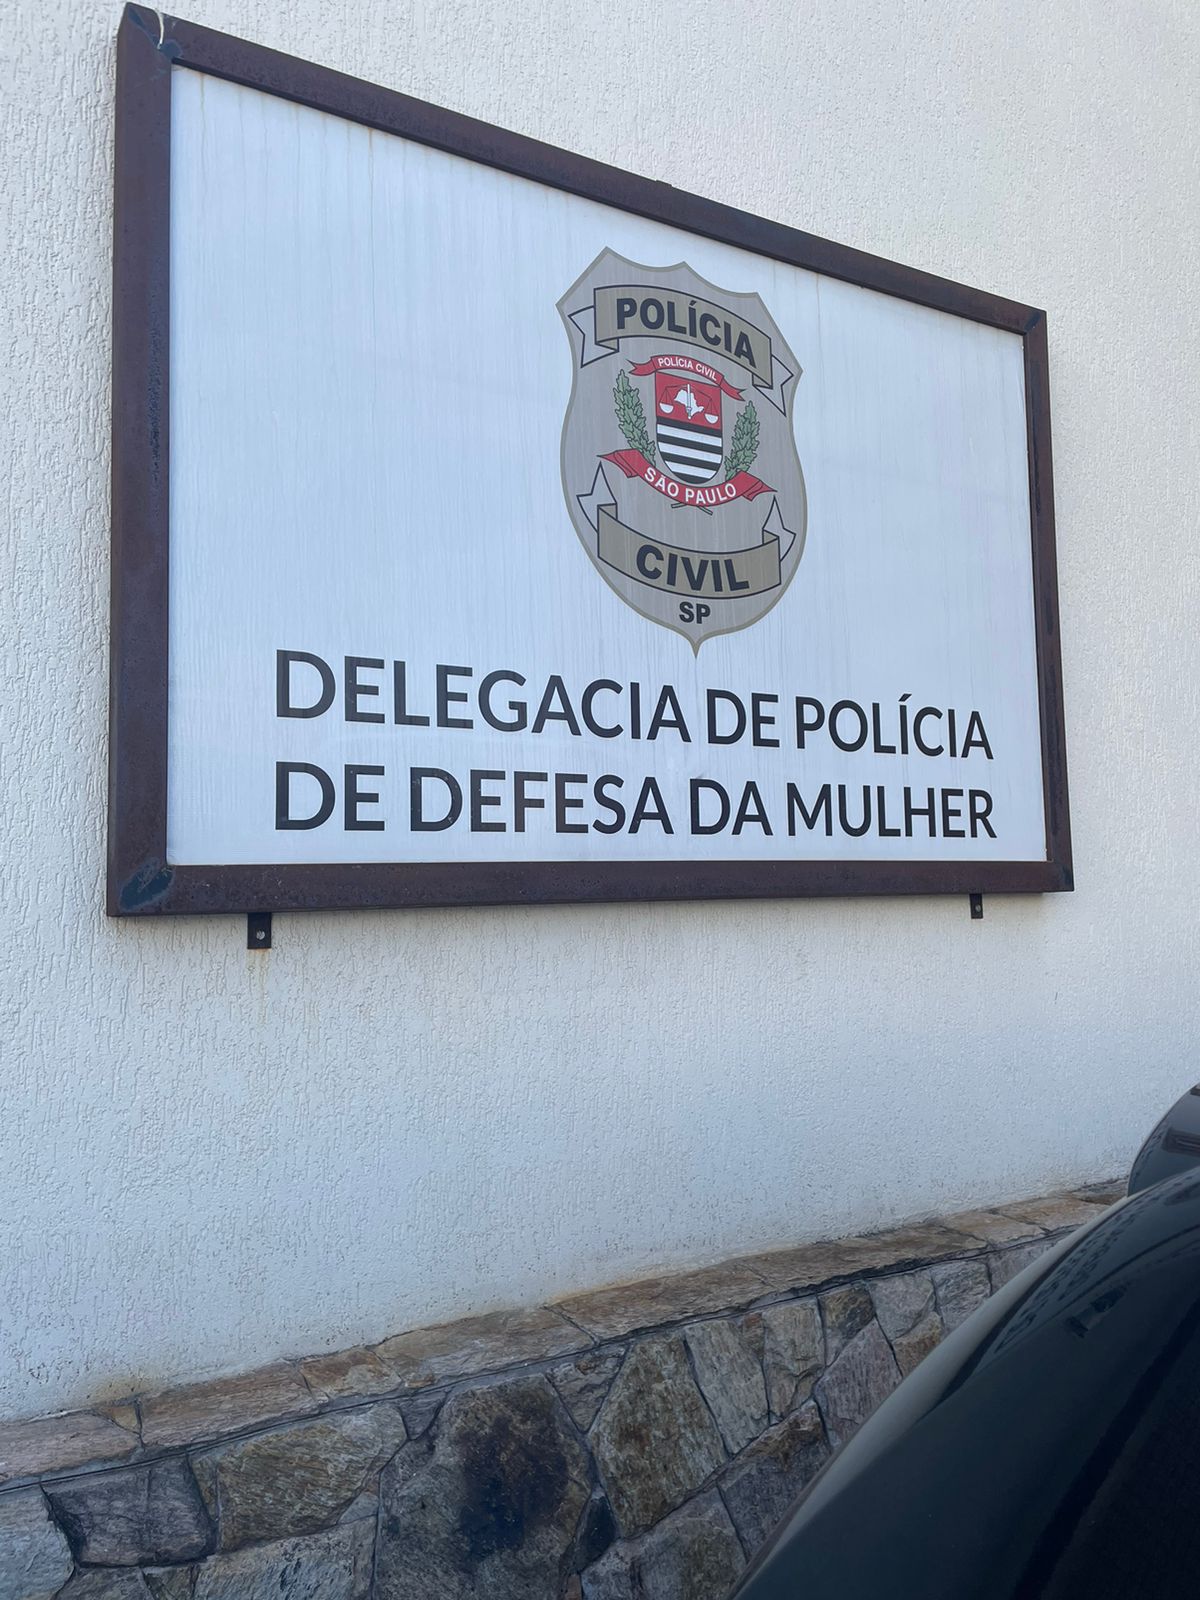 POLÍCIA
POLÍCIA CIVIL
SÃO PAULO
CIVIL
SP
DELEGACIA DE POLÍCIA
DE DEFESA DA MULHER